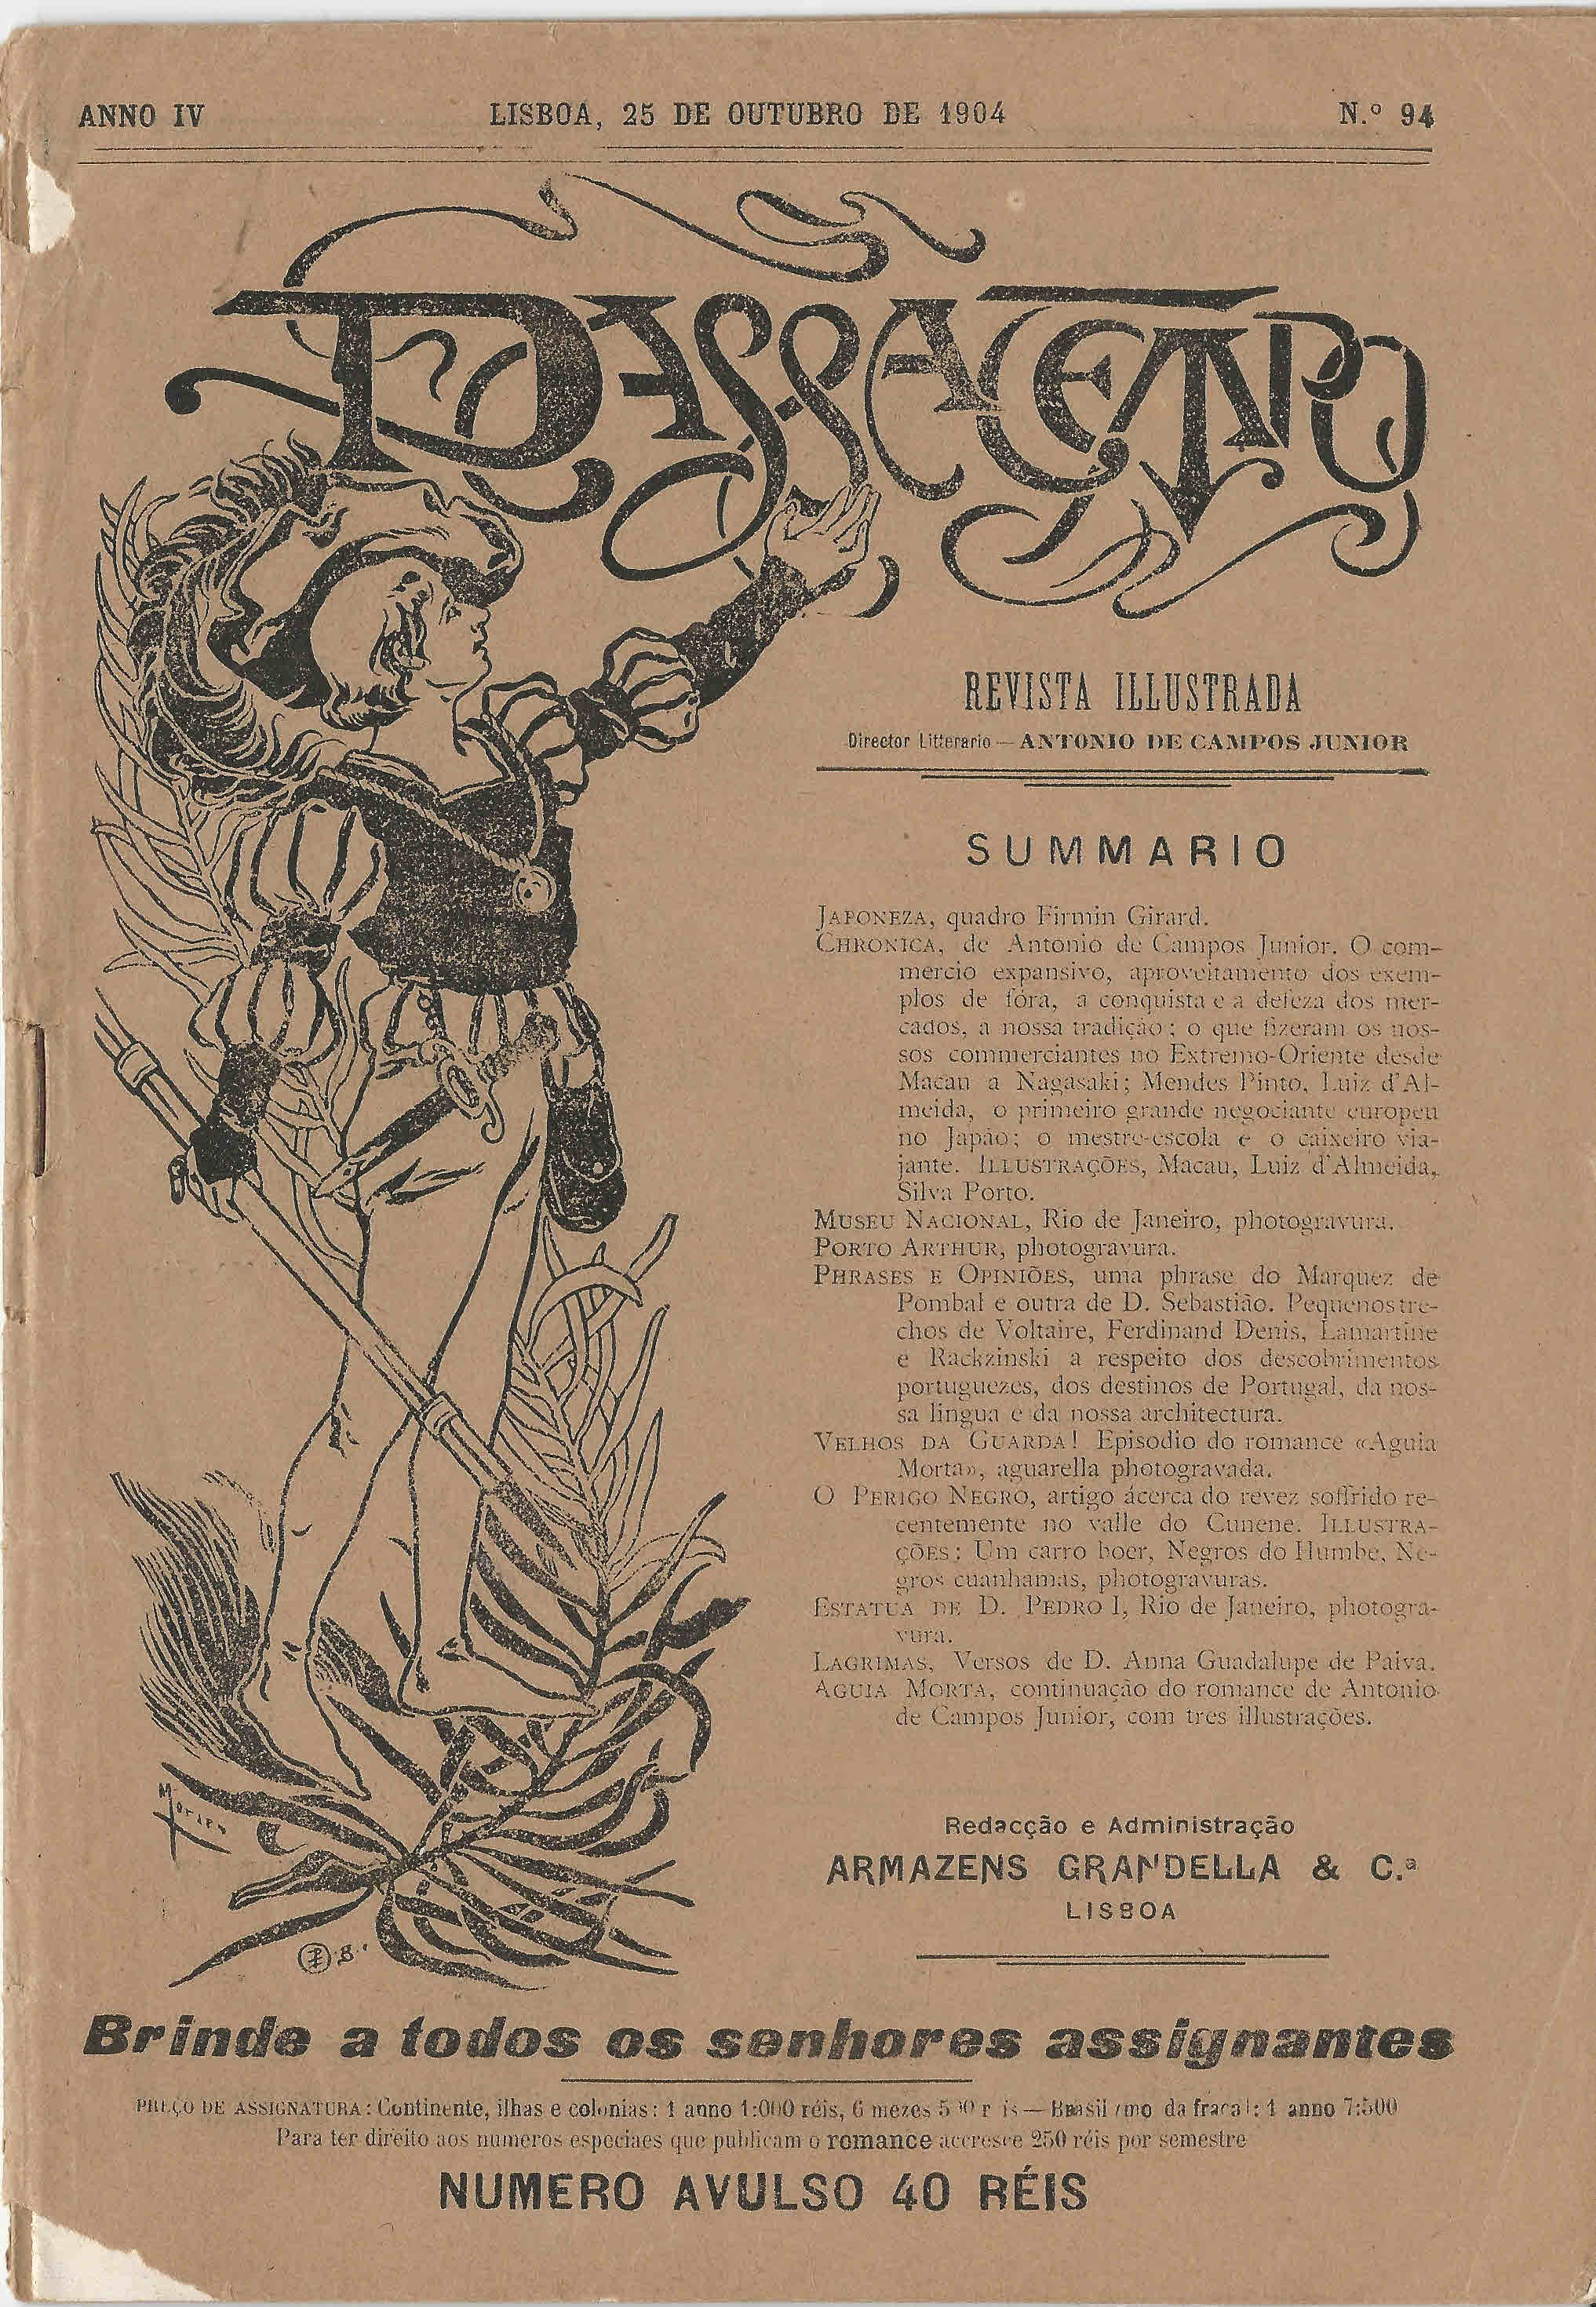 ANNO IV LISBOA, 25 DE OUTUBRO DE 1904 N.º 94
PASSATEMPO
REVISTA ILLUSTRADA
Director Litterario — ANTONIO DE CAMPOS JUNIOR
SUMMARIO
JAPONEZA, quadro Firmin Girard.
CHRONICA, de Antonio de Campos Junior. O com-
mercio expansivo, aproveitamento dos exem-
plos de fóra, a conquista e a defeza dos mer-
cados, a nossa tradição; o que fizeram os nos-
sos commerciantes no Extremo-Oriente desde
Macau a Nagasaki; Mendes Pinto, Luiz d'Al-
meida, o primeiro grande negociante europeu
no Japão; o mestre-escola e o caixeiro via-
jante. ILLUSTRAÇÕES, Macau, Luiz d'Almeida,
Silva Porto.
MUSEU NACIONAL, Rio de Janeiro, photogravura.
PORTO ARTHUR, photogravura.
PHRASES E OPINIÕES, uma phrase do Marquez de
Pombal e outra de D. Sebastião. Pequenos tre-
chos de Voltaire, Ferdinand Denis, Lamartine
e Rackzinski a respeito dos descobrimentos
portuguezes, dos destinos de Portugal, da nos-
sa lingua e da nossa architectura.
VELHOS DA GUARDA! Episodio do romance «Aguia
Morta», aguarella photogravada.
O PERIGO NEGRO, artigo ácerca do revez soffrido re-
centemente no valle do Cunene. ILLUSTRA-
ÇÕES: Um carro boer, Negros do Humbe, Ne-
gros cuanhamas, photogravuras.
ESTATUA DE D. PEDRO I, Rio de Janeiro, photogra-
vura.
LAGRIMAS, Versos de D. Anna Guadalupe de Paiva.
AGUIA MORTA, continuação do romance de Antonio
de Campos Junior, com tres illustrações.
Redacção e Administração
ARMAZENS GRANDELLA & C.ª
LISBOA
Moraes
Brinde a todos os senhores assignantes
PREÇO DE ASSIGNATURA: Continente, ilhas e colonias: 1 anno 1:000 réis, 6 mezes — Brasil da fraca): 1 anno 7:500
Para ter direito aos numeros especiaes que publicam o romance accresce 250 réis por semestre
NUMERO AVULSO 40 RÉIS